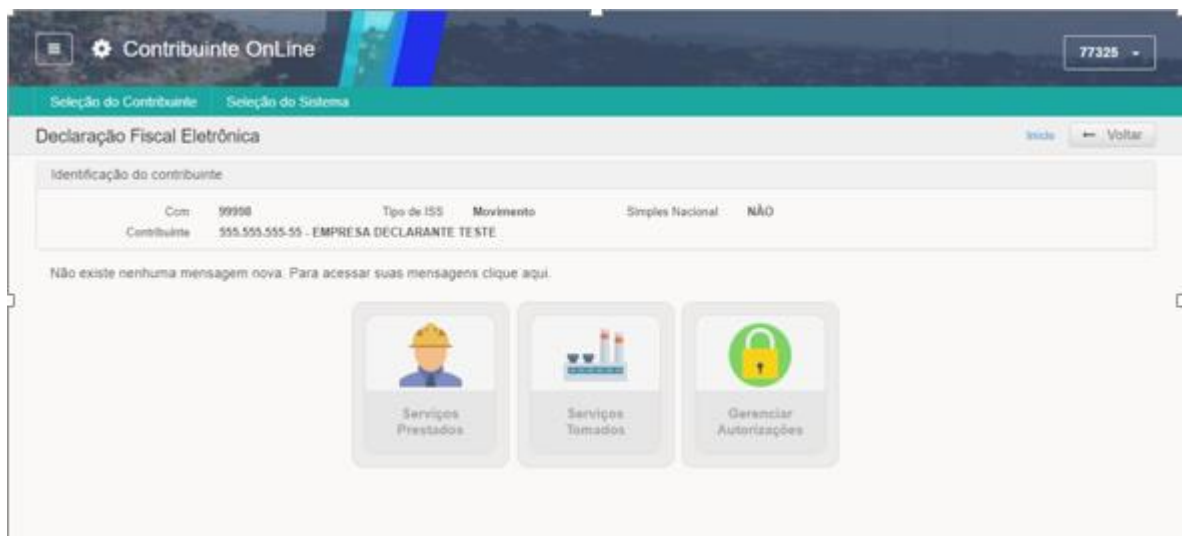 Contribuinte OnLine
77325
Seleção do Contribuinte Seleção do Sistema
Declaração Fiscal Eletrônica
Início ← Voltar
Identificação do contribuinte
Ccm 99998 Tipo de ISS Movimento Simples Nacional NÃO
Contribuinte 555.555.555-55 - EMPRESA DECLARANTE TESTE
Não existe nenhuma mensagem nova. Para acessar suas mensagens clique aqui.
Serviços Prestados
Serviços Tomados
Gerenciar Autorizações